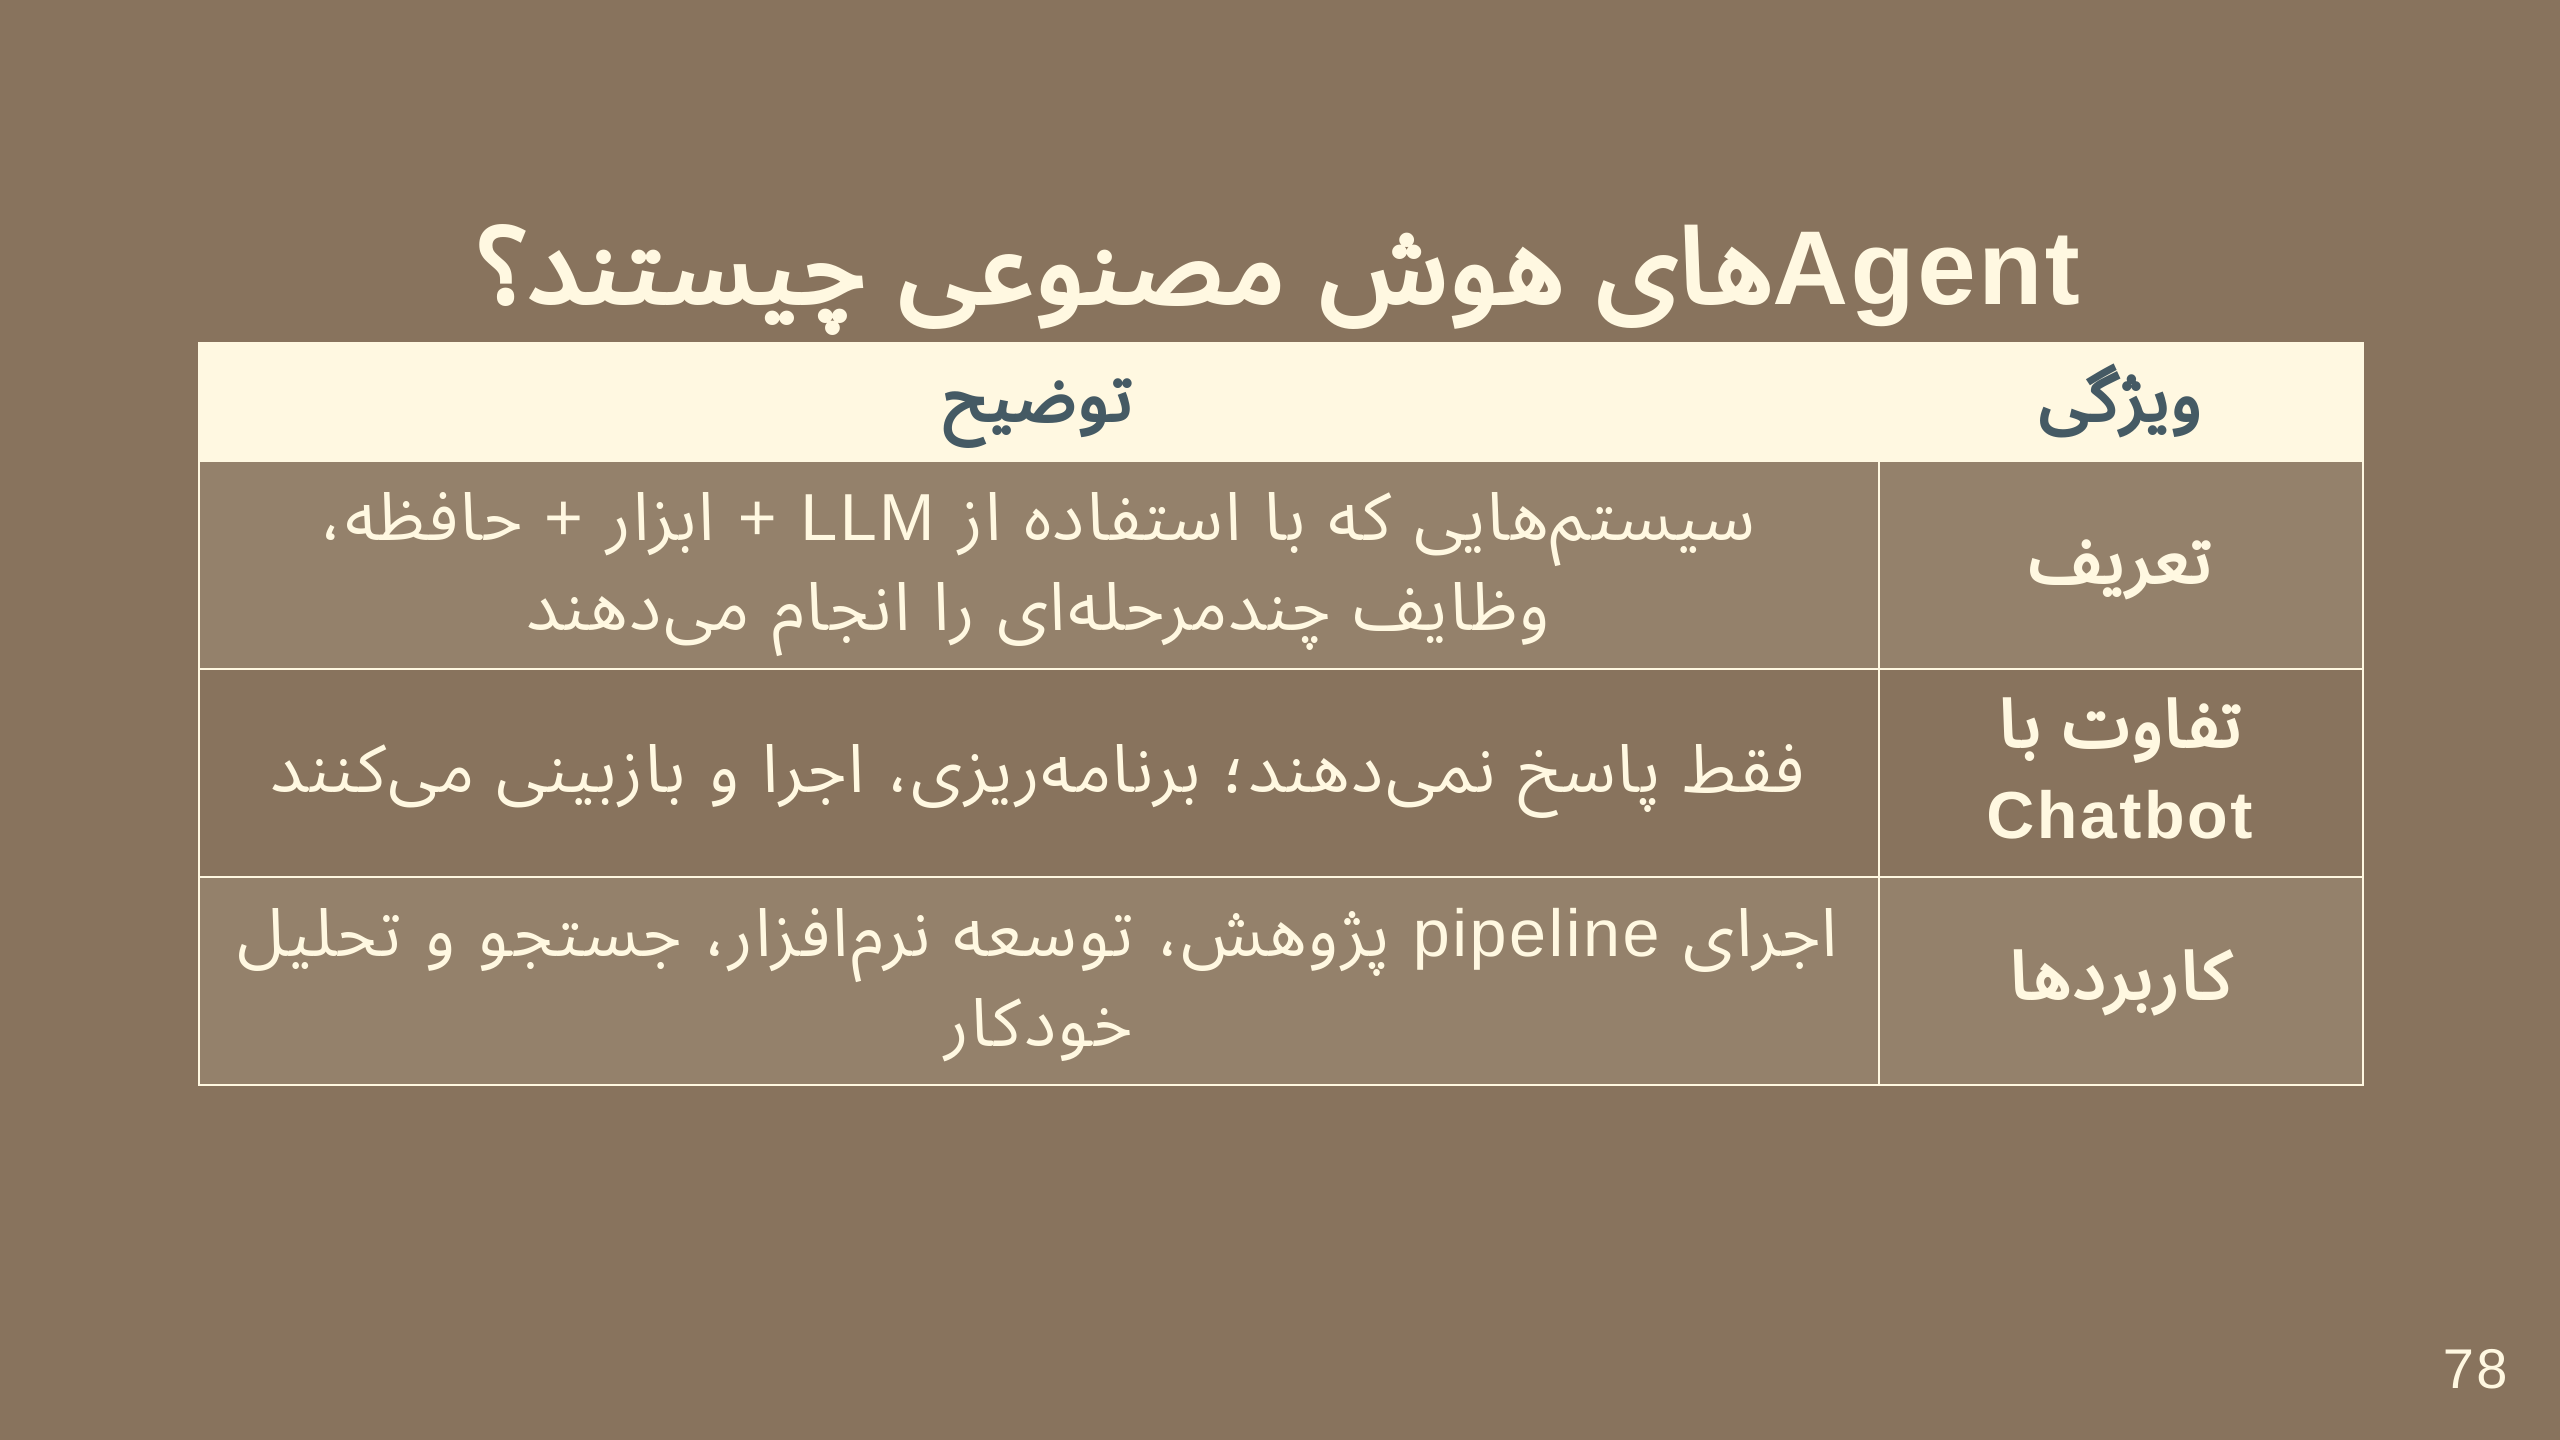 Agentهای هوش مصنوعی چیستند؟
ویژگی
توضیح
تعریف
سیستم‌هایی که با استفاده از LLM + ابزار + حافظه،
وظایف چندمرحله‌ای را انجام می‌دهند
تفاوت با
Chatbot
فقط پاسخ نمی‌دهند؛ برنامه‌ریزی، اجرا و بازبینی می‌کنند
کاربردها
اجرای pipeline پژوهش، توسعه نرم‌افزار، جستجو و تحلیل
خودکار
78